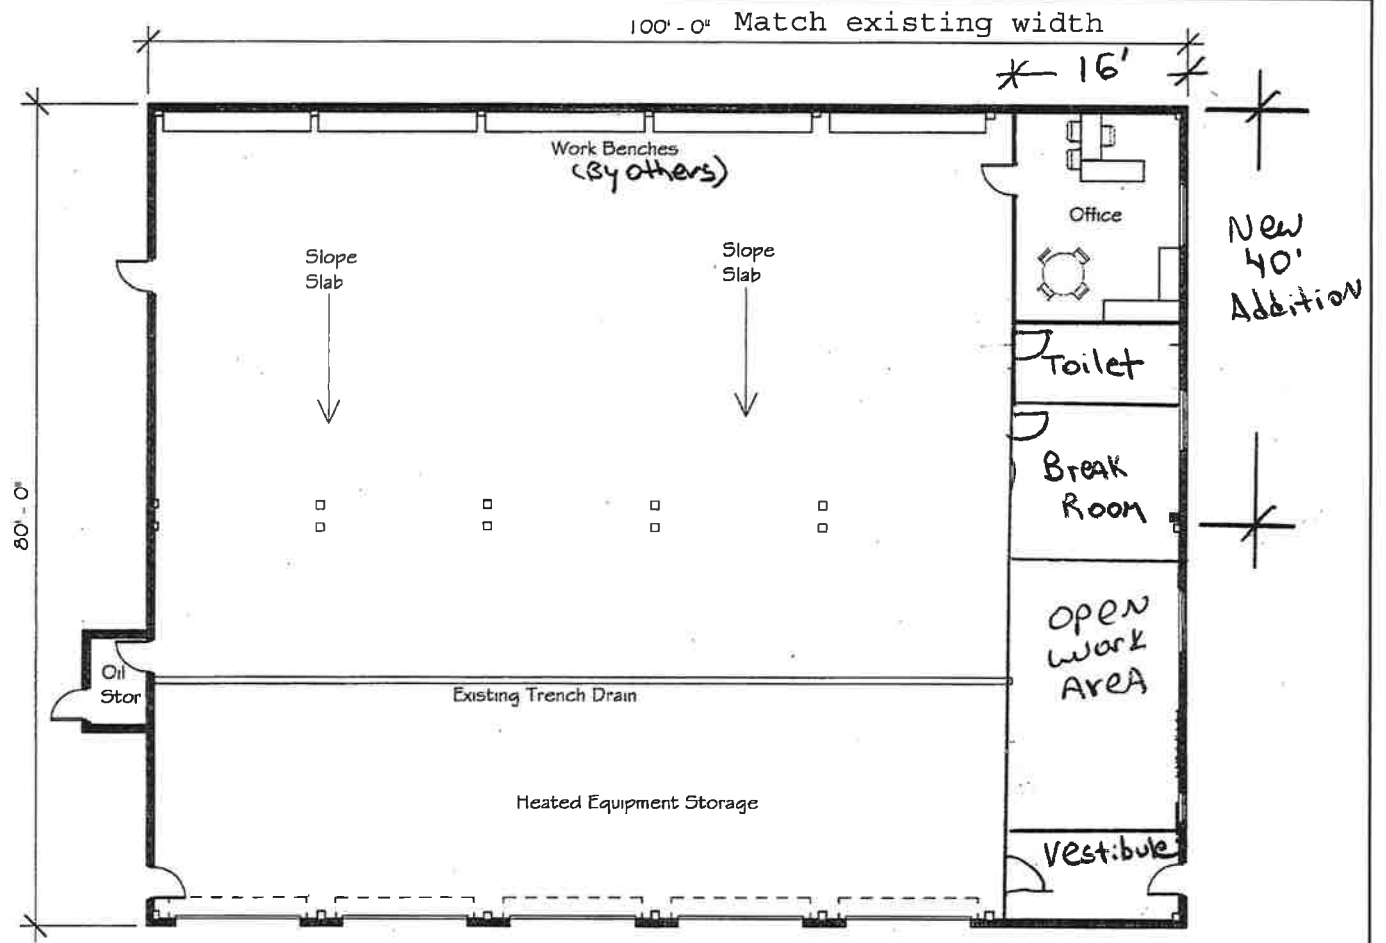 100'-0" Match existing width
16'
Work Benches
(By others)
Office
New
40'
Addition
Slope
Slab
Slope
Slab
Toilet
Break
Room
80'-0"
Open
Work
Area
Oil
Stor
Existing Trench Drain
Heated Equipment Storage
Vestibule